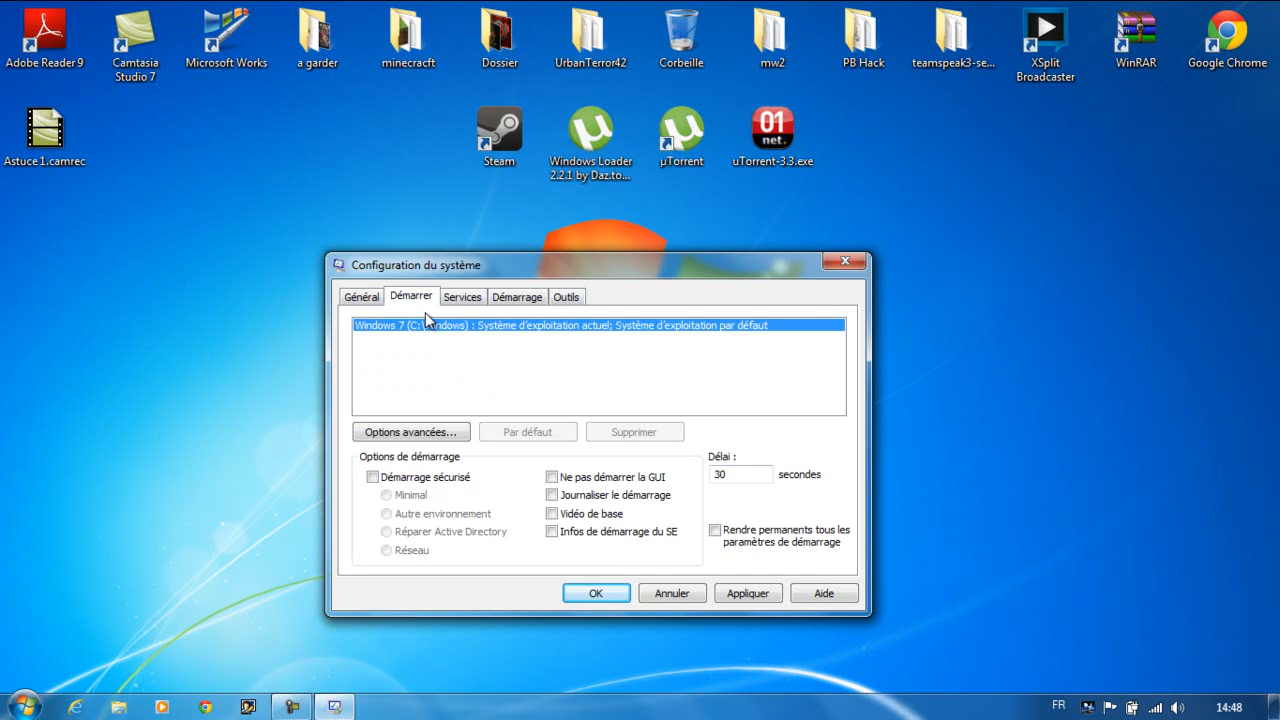 Adobe Reader 9
Camtasia
Studio 7
Microsoft Works
a garder
minecracft
Dossier
UrbanTerror42
Corbeille
mw2
PB Hack
teamspeak3-se...
XSplit
Broadcaster
WinRAR
Google Chrome
Astuce 1.camrec
Steam
Windows Loader
2.2.1 by Daz.to...
µTorrent
01
net.
uTorrent-3.3.exe
Configuration du système
Général
Démarrer
Services
Démarrage
Outils
Windows 7 (C:\Windows) : Système d'exploitation actuel; Système d'exploitation par défaut
Options avancées...
Par défaut
Supprimer
Options de démarrage
Démarrage sécurisé
Minimal
Autre environnement
Réparer Active Directory
Réseau
Ne pas démarrer la GUI
Journaliser le démarrage
Vidéo de base
Infos de démarrage du SE
Délai :
30 secondes
Rendre permanents tous les
paramètres de démarrage
OK
Annuler
Appliquer
Aide
FR
14:48